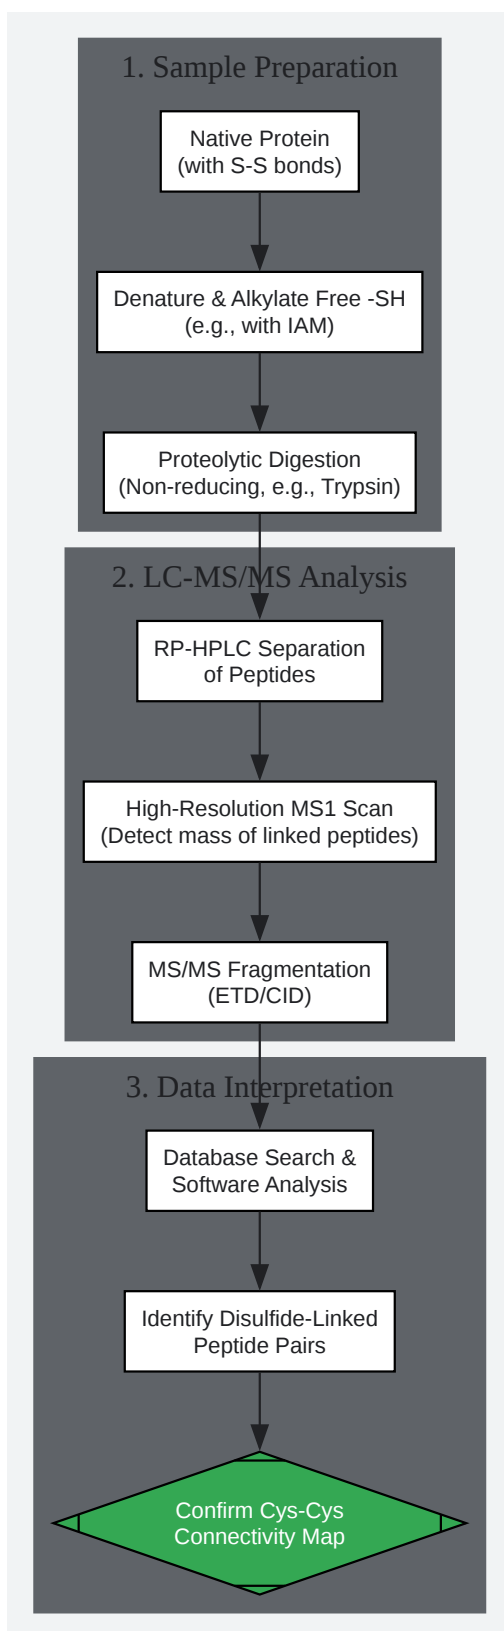 1. Sample Preparation
Native Protein
(with S-S bonds)
Denature & Alkylate Free -SH
(e.g., with IAM)
Proteolytic Digestion
(Non-reducing, e.g., Trypsin)
2. LC-MS/MS Analysis
RP-HPLC Separation
of Peptides
High-Resolution MS1 Scan
(Detect mass of linked peptides)
MS/MS Fragmentation
(ETD/CID)
3. Data Interpretation
Database Search &
Software Analysis
Identify Disulfide-Linked
Peptide Pairs
Confirm Cys-Cys
Connectivity Map